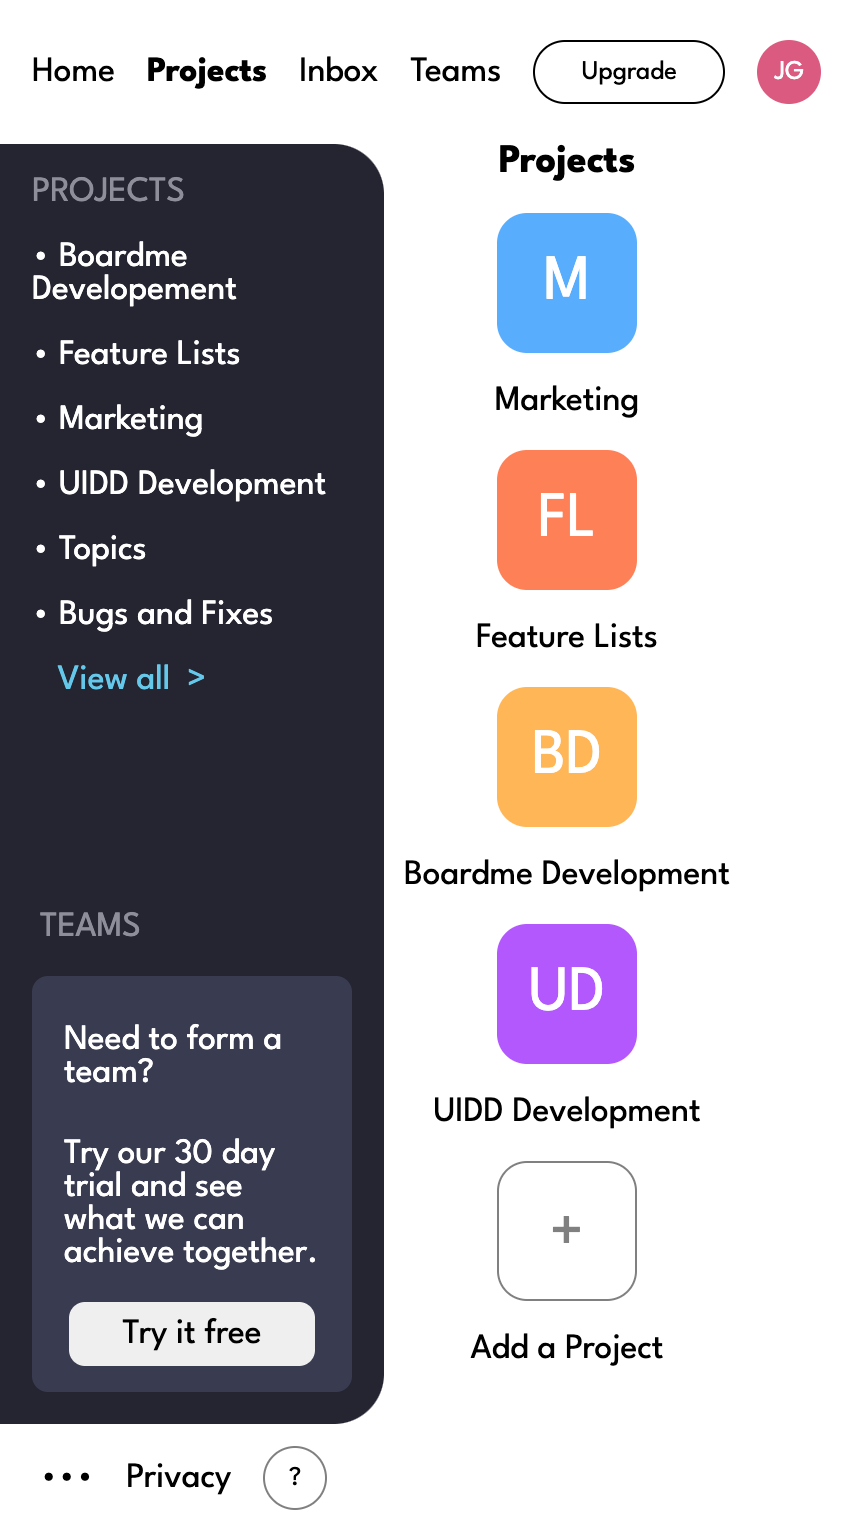 Home Projects Inbox Teams Upgrade JG
PROJECTS
• Boardme
Developement
• Feature Lists
• Marketing
• UIDD Development
• Topics
• Bugs and Fixes
View all >
TEAMS
Need to form a
team?
Try our 30 day
trial and see
what we can
achieve together.
Try it free
Projects
M
Marketing
FL
Feature Lists
BD
Boardme Development
UD
UIDD Development
+
Add a Project
••• Privacy ?